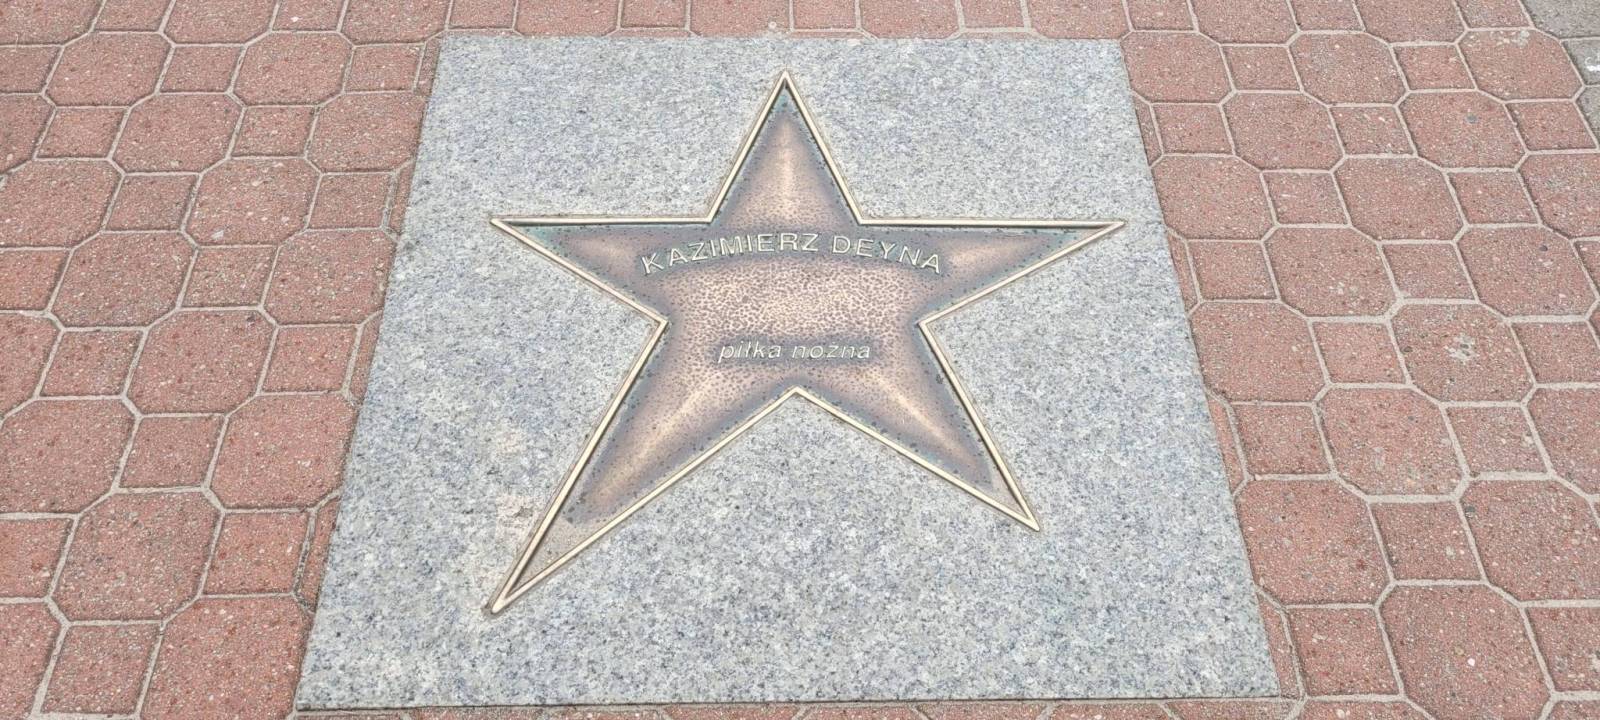 KAZIMIERZ DEYNA
piłka nożna